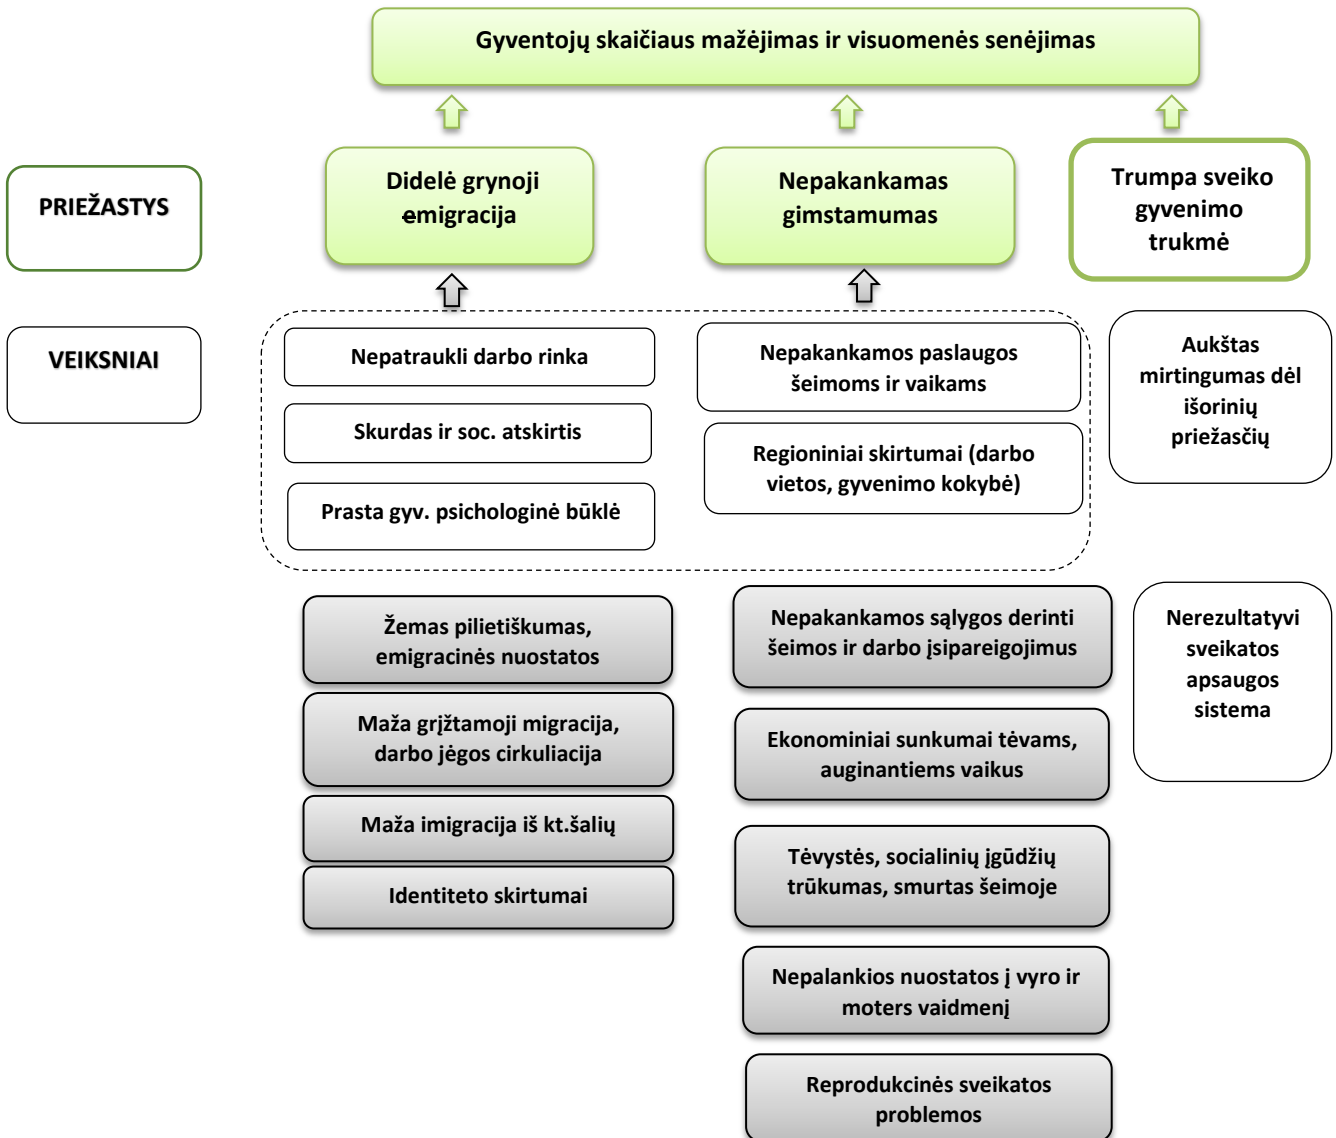 Gyventojų skaičiaus mažėjimas ir visuomenės senėjimas
PRIEŽASTYS
Didelė grynoji
emigracija
Nepakankamas
gimstamumas
Trumpa sveiko
gyvenimo
trukmė
VEIKSNIAI
Nepatraukli darbo rinka
Skurdas ir soc. atskirtis
Prasta gyv. psichologinė būklė
Nepakankamos paslaugos
šeimoms ir vaikams
Regioniniai skirtumai (darbo
vietos, gyvenimo kokybė)
Aukštas
mirtingumas dėl
išorinių
priežasčių
Žemas pilietiškumas,
emigracinės nuostatos
Maža grįžtamoji migracija,
darbo jėgos cirkuliacija
Maža imigracija iš kt.šalių
Identiteto skirtumai
Nepakankamos sąlygos derinti
šeimos ir darbo įsipareigojimus
Ekonominiai sunkumai tėvams,
auginantiems vaikus
Tėvystės, socialinių įgūdžių
trūkumas, smurtas šeimoje
Nepalankios nuostatos į vyro ir
moters vaidmenį
Reprodukcinės sveikatos
problemos
Nerezultatyvi
sveikatos
apsaugos
sistema